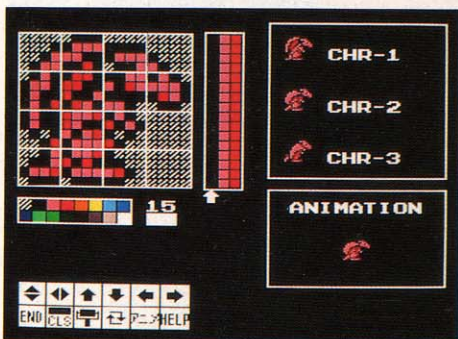 CHR-1
CHR-2
CHR-3
15
ANIMATION
END CLS アニメ HELP